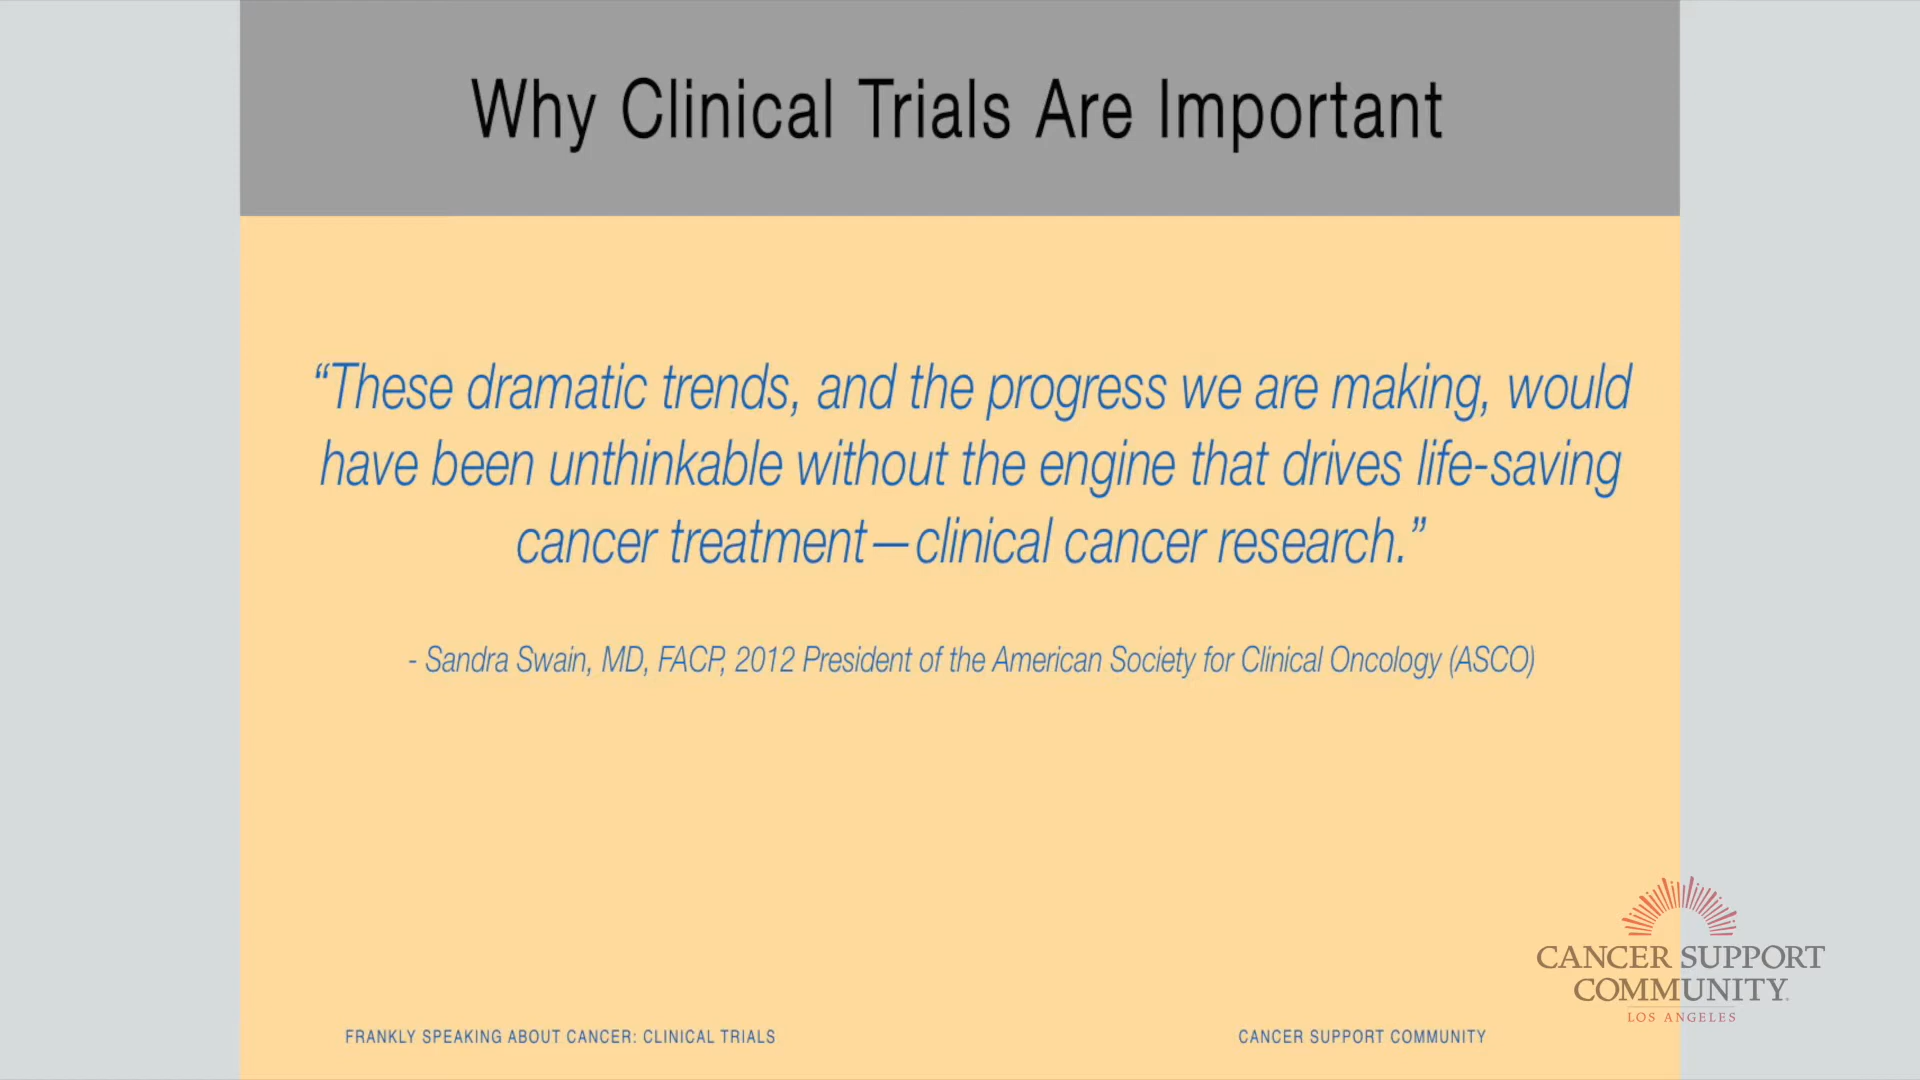 Why Clinical Trials Are Important
“These dramatic trends, and the progress we are making, would
have been unthinkable without the engine that drives life-saving
cancer treatment—clinical cancer research.”
- Sandra Swain, MD, FACP, 2012 President of the American Society for Clinical Oncology (ASCO)
CANCER SUPPORT
COMMUNITY
LOS ANGELES
FRANKLY SPEAKING ABOUT CANCER: CLINICAL TRIALS
CANCER SUPPORT COMMUNITY